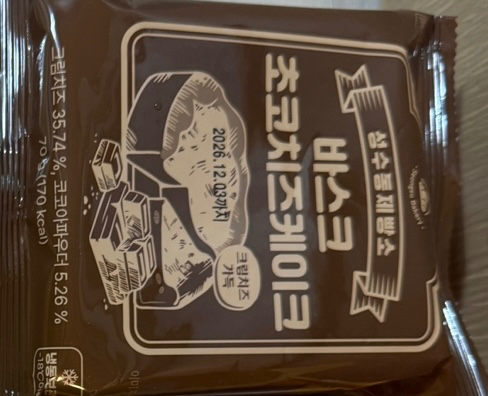 성수동제빵소
바스크
초코치즈케이크
크림치즈
가득
2026.12.03까지
크림치즈 35.74 %, 코코아파우더 5.26 %
70 g (170 kcal)